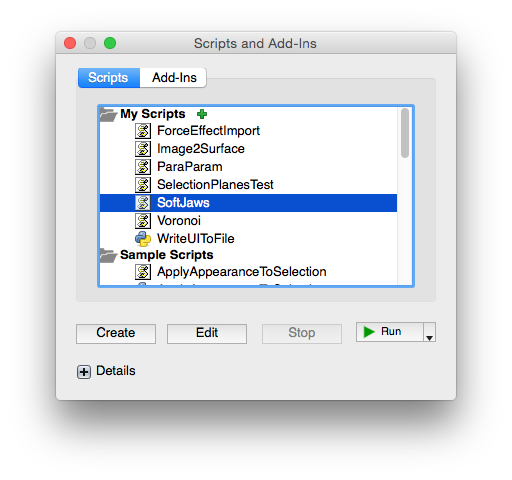 Scripts and Add-Ins
Scripts Add-Ins
My Scripts
ForceEffectImport
Image2Surface
ParaParam
SelectionPlanesTest
SoftJaws
Voronoi
WriteUIToFile
Sample Scripts
ApplyAppearanceToSelection
Create Edit Stop Run
Details